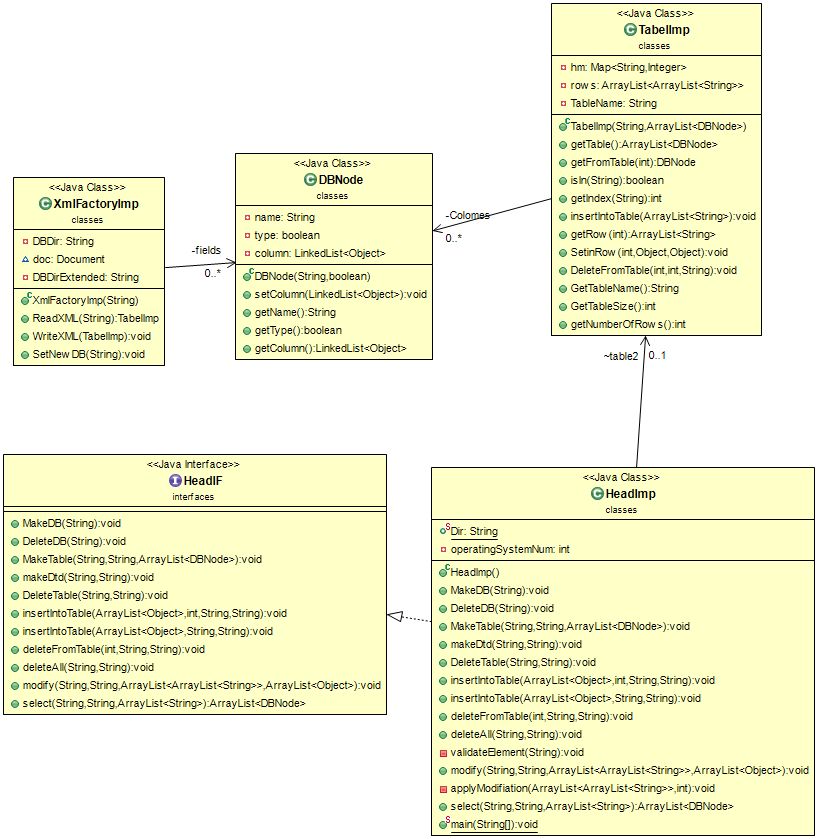 <<Java Class>>
TabelImp
classes
hm: Map<String,Integer>
rows: ArrayList<ArrayList<String>>
TableName: String
TabelImp(String,ArrayList<DBNode>)
getTable():ArrayList<DBNode>
getFromTable(int):DBNode
isIn(String):boolean
getIndex(String):int
insertIntoTable(ArrayList<String>):void
getRow(int):ArrayList<String>
SetinRow(int,Object,Object):void
DeleteFromTable(int,int,String):void
GetTableName():String
GetTableSize():int
getNumberOfRows():int
<<Java Class>>
DBNode
classes
name: String
type: boolean
column: LinkedList<Object>
DBNode(String,boolean)
setColumn(LinkedList<Object>):void
getName():String
getType():boolean
getColumn():LinkedList<Object>
<<Java Class>>
XmlFactoryImp
classes
DBDir: String
doc: Document
DBDirExtended: String
XmlFactoryImp(String)
ReadXML(String):TabelImp
WriteXML(TabelImp):void
SetNewDB(String):void
-fields
0..*
-Colomes
0..*
~table2
0..1
<<Java Interface>>
HeadIF
interfaces
MakeDB(String):void
DeleteDB(String):void
MakeTable(String,String,ArrayList<DBNode>):void
makeDtd(String,String):void
DeleteTable(String,String):void
insertIntoTable(ArrayList<Object>,int,String,String):void
insertIntoTable(ArrayList<Object>,String,String):void
deleteFromTable(int,String,String):void
deleteAll(String,String):void
modify(String,String,ArrayList<ArrayList<String>>,ArrayList<Object>):void
select(String,String,ArrayList<String>):ArrayList<DBNode>
<<Java Class>>
HeadImp
classes
Dir: String
operatingSystemNum: int
HeadImp()
MakeDB(String):void
DeleteDB(String):void
MakeTable(String,String,ArrayList<DBNode>):void
makeDtd(String,String):void
DeleteTable(String,String):void
insertIntoTable(ArrayList<Object>,int,String,String):void
insertIntoTable(ArrayList<Object>,String,String):void
deleteFromTable(int,String,String):void
deleteAll(String,String):void
validateElement(String):void
modify(String,String,ArrayList<ArrayList<String>>,ArrayList<Object>):void
applyModifiation(ArrayList<ArrayList<String>>,int):void
select(String,String,ArrayList<String>):ArrayList<DBNode>
main(String[]):void